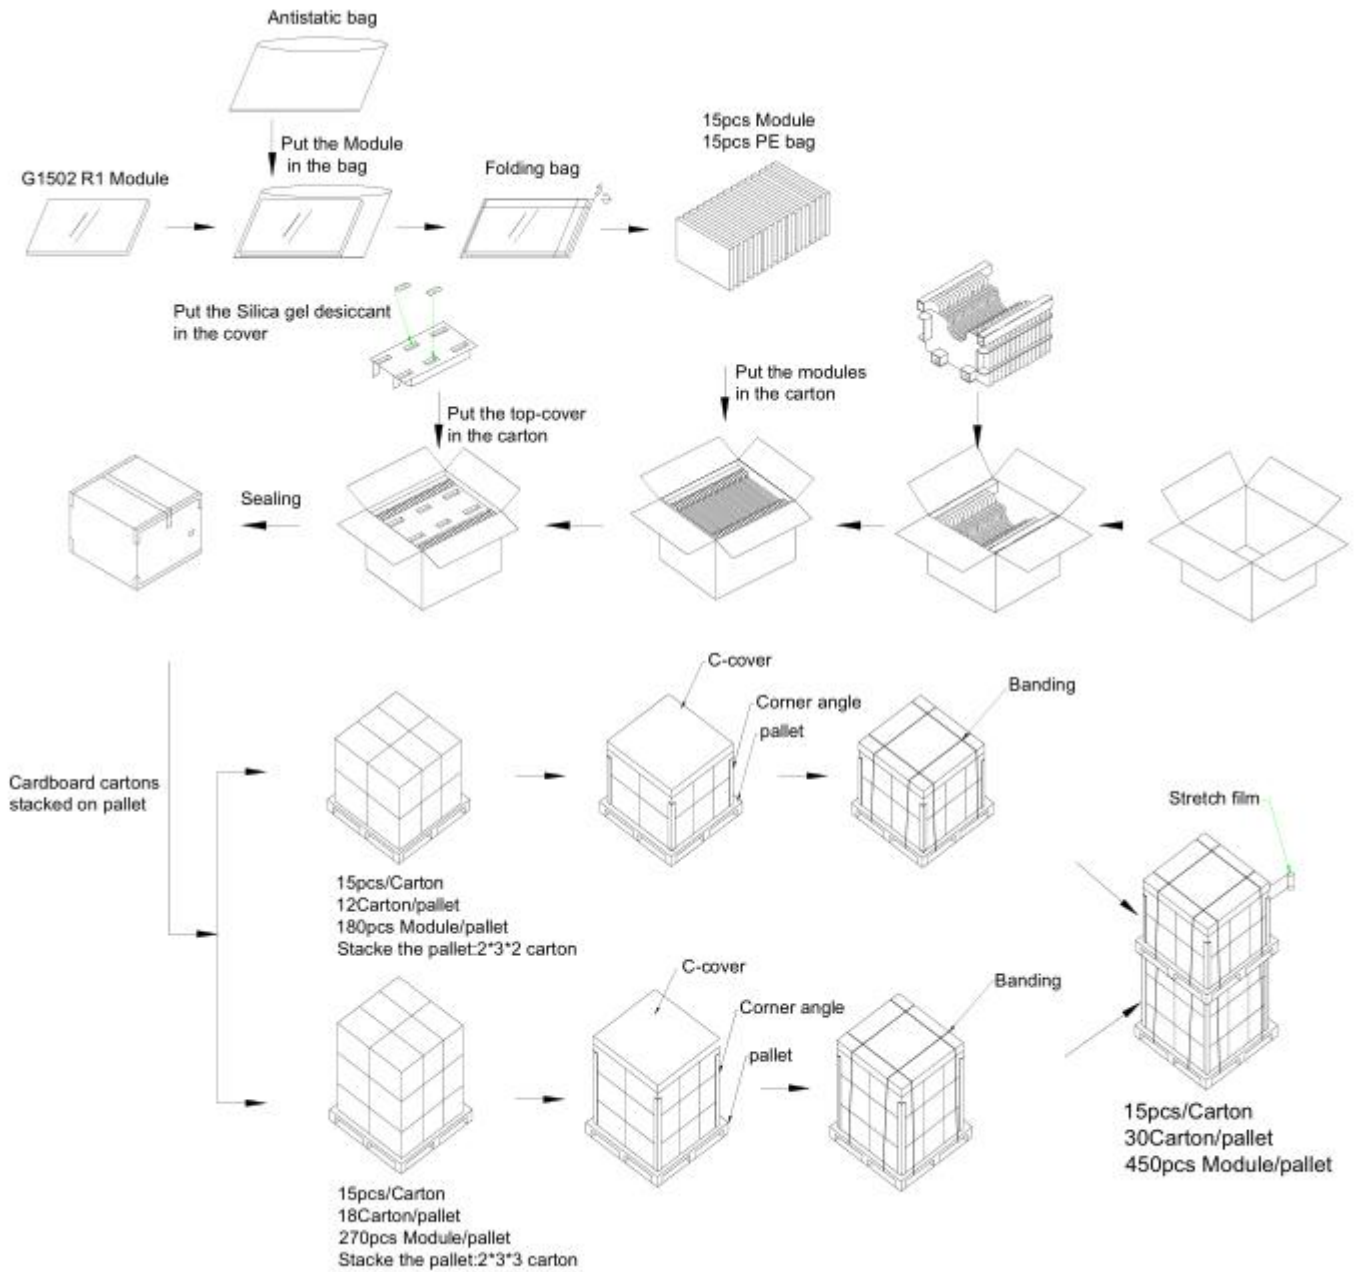 Antistatic bag
Put the Module
in the bag
G1502 R1 Module
Folding bag
15pcs Module
15pcs PE bag
Put the Silica gel desiccant
in the cover
Put the modules
in the carton
Put the top-cover
in the carton
Sealing
C-cover
Corner angle
pallet
Banding
Cardboard cartons
stacked on pallet
Stretch film
15pcs/Carton
12Carton/pallet
180pcs Module/pallet
Stacke the pallet:2*3*2 carton
C-cover
Corner angle
pallet
Banding
15pcs/Carton
30Carton/pallet
450pcs Module/pallet
15pcs/Carton
18Carton/pallet
270pcs Module/pallet
Stacke the pallet:2*3*3 carton